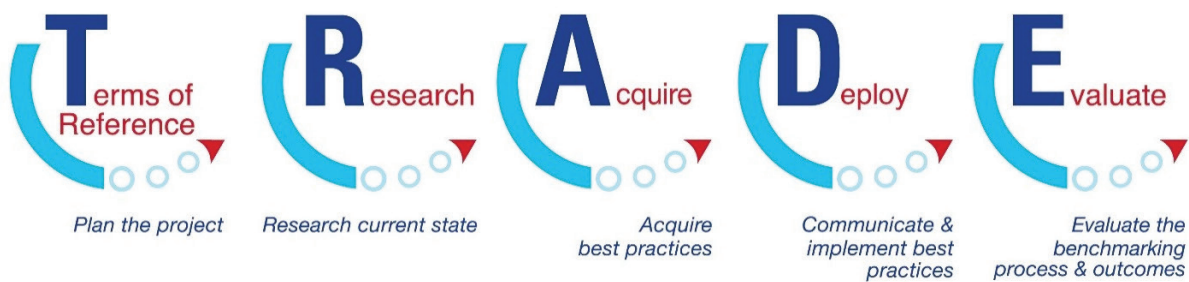 Terms of
Reference
Research
Acquire
Deploy
Evaluate
Plan the project
Research current state
Acquire
best practices
Communicate &
implement best
practices
Evaluate the
benchmarking
process & outcomes